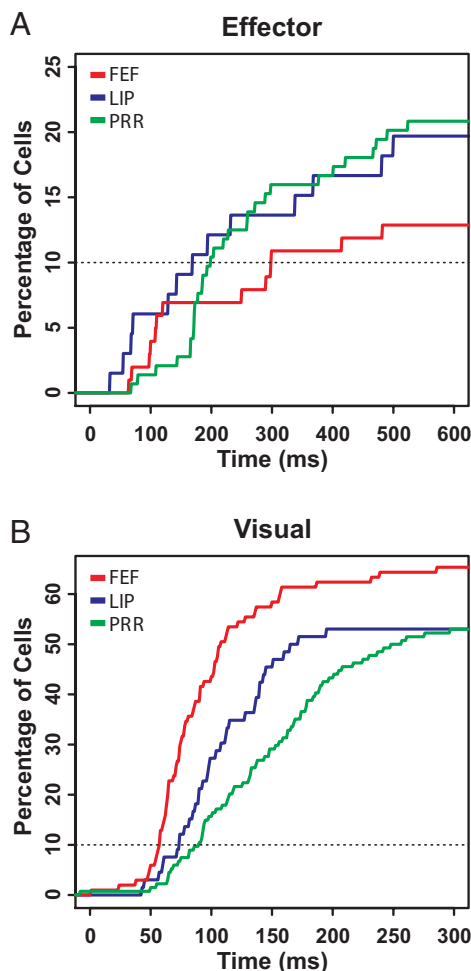 A
Effector
FEF
LIP
PRR
Percentage of Cells
25
20
15
10
5
0
0 100 200 300 400 500 600
Time (ms)
B
Visual
FEF
LIP
PRR
Percentage of Cells
60
50
40
30
20
10
0
0 50 100 150 200 250 300
Time (ms)